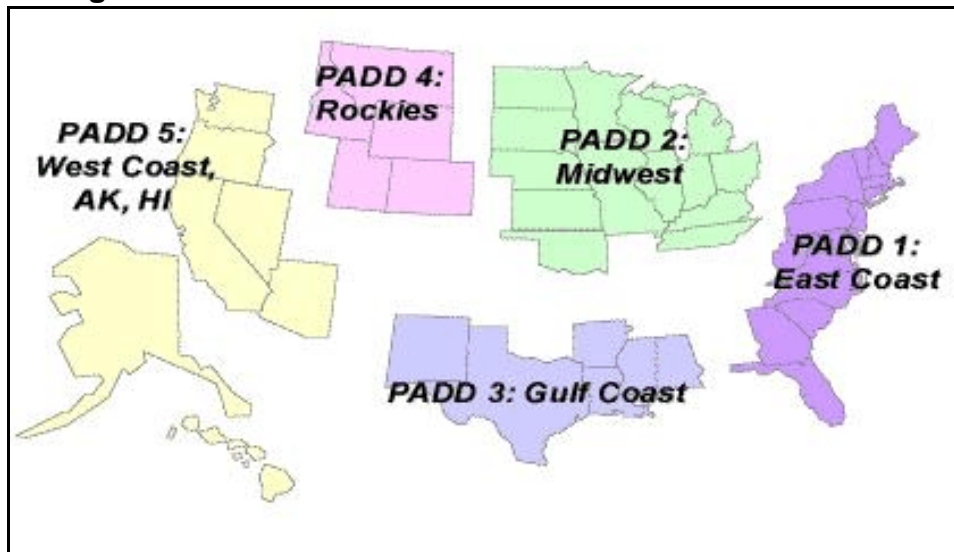 PADD 4:
Rockies
PADD 5:
West Coast,
AK, HI
PADD 2:
Midwest
PADD 1:
East Coast
PADD 3: Gulf Coast